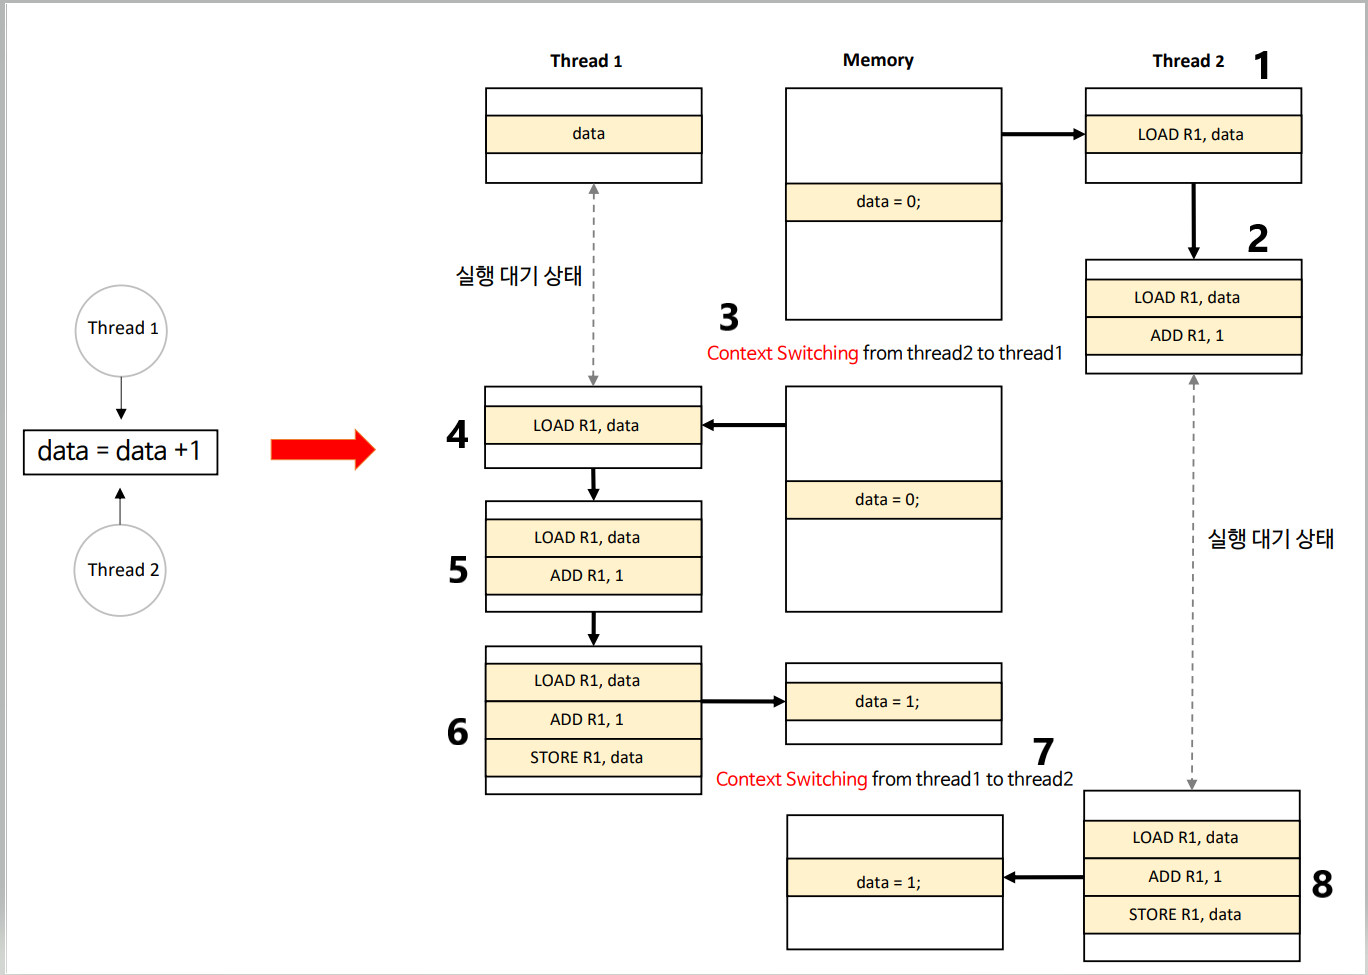 Thread 1
Memory
Thread 2
1
data
LOAD R1, data
data = 0;
2
실행 대기 상태
LOAD R1, data
ADD R1, 1
3
Context Switching from thread2 to thread1
Thread 1
data = data +1
Thread 2
4
LOAD R1, data
data = 0;
5
LOAD R1, data
ADD R1, 1
실행 대기 상태
6
LOAD R1, data
ADD R1, 1
STORE R1, data
data = 1;
7
Context Switching from thread1 to thread2
data = 1;
LOAD R1, data
ADD R1, 1
STORE R1, data
8